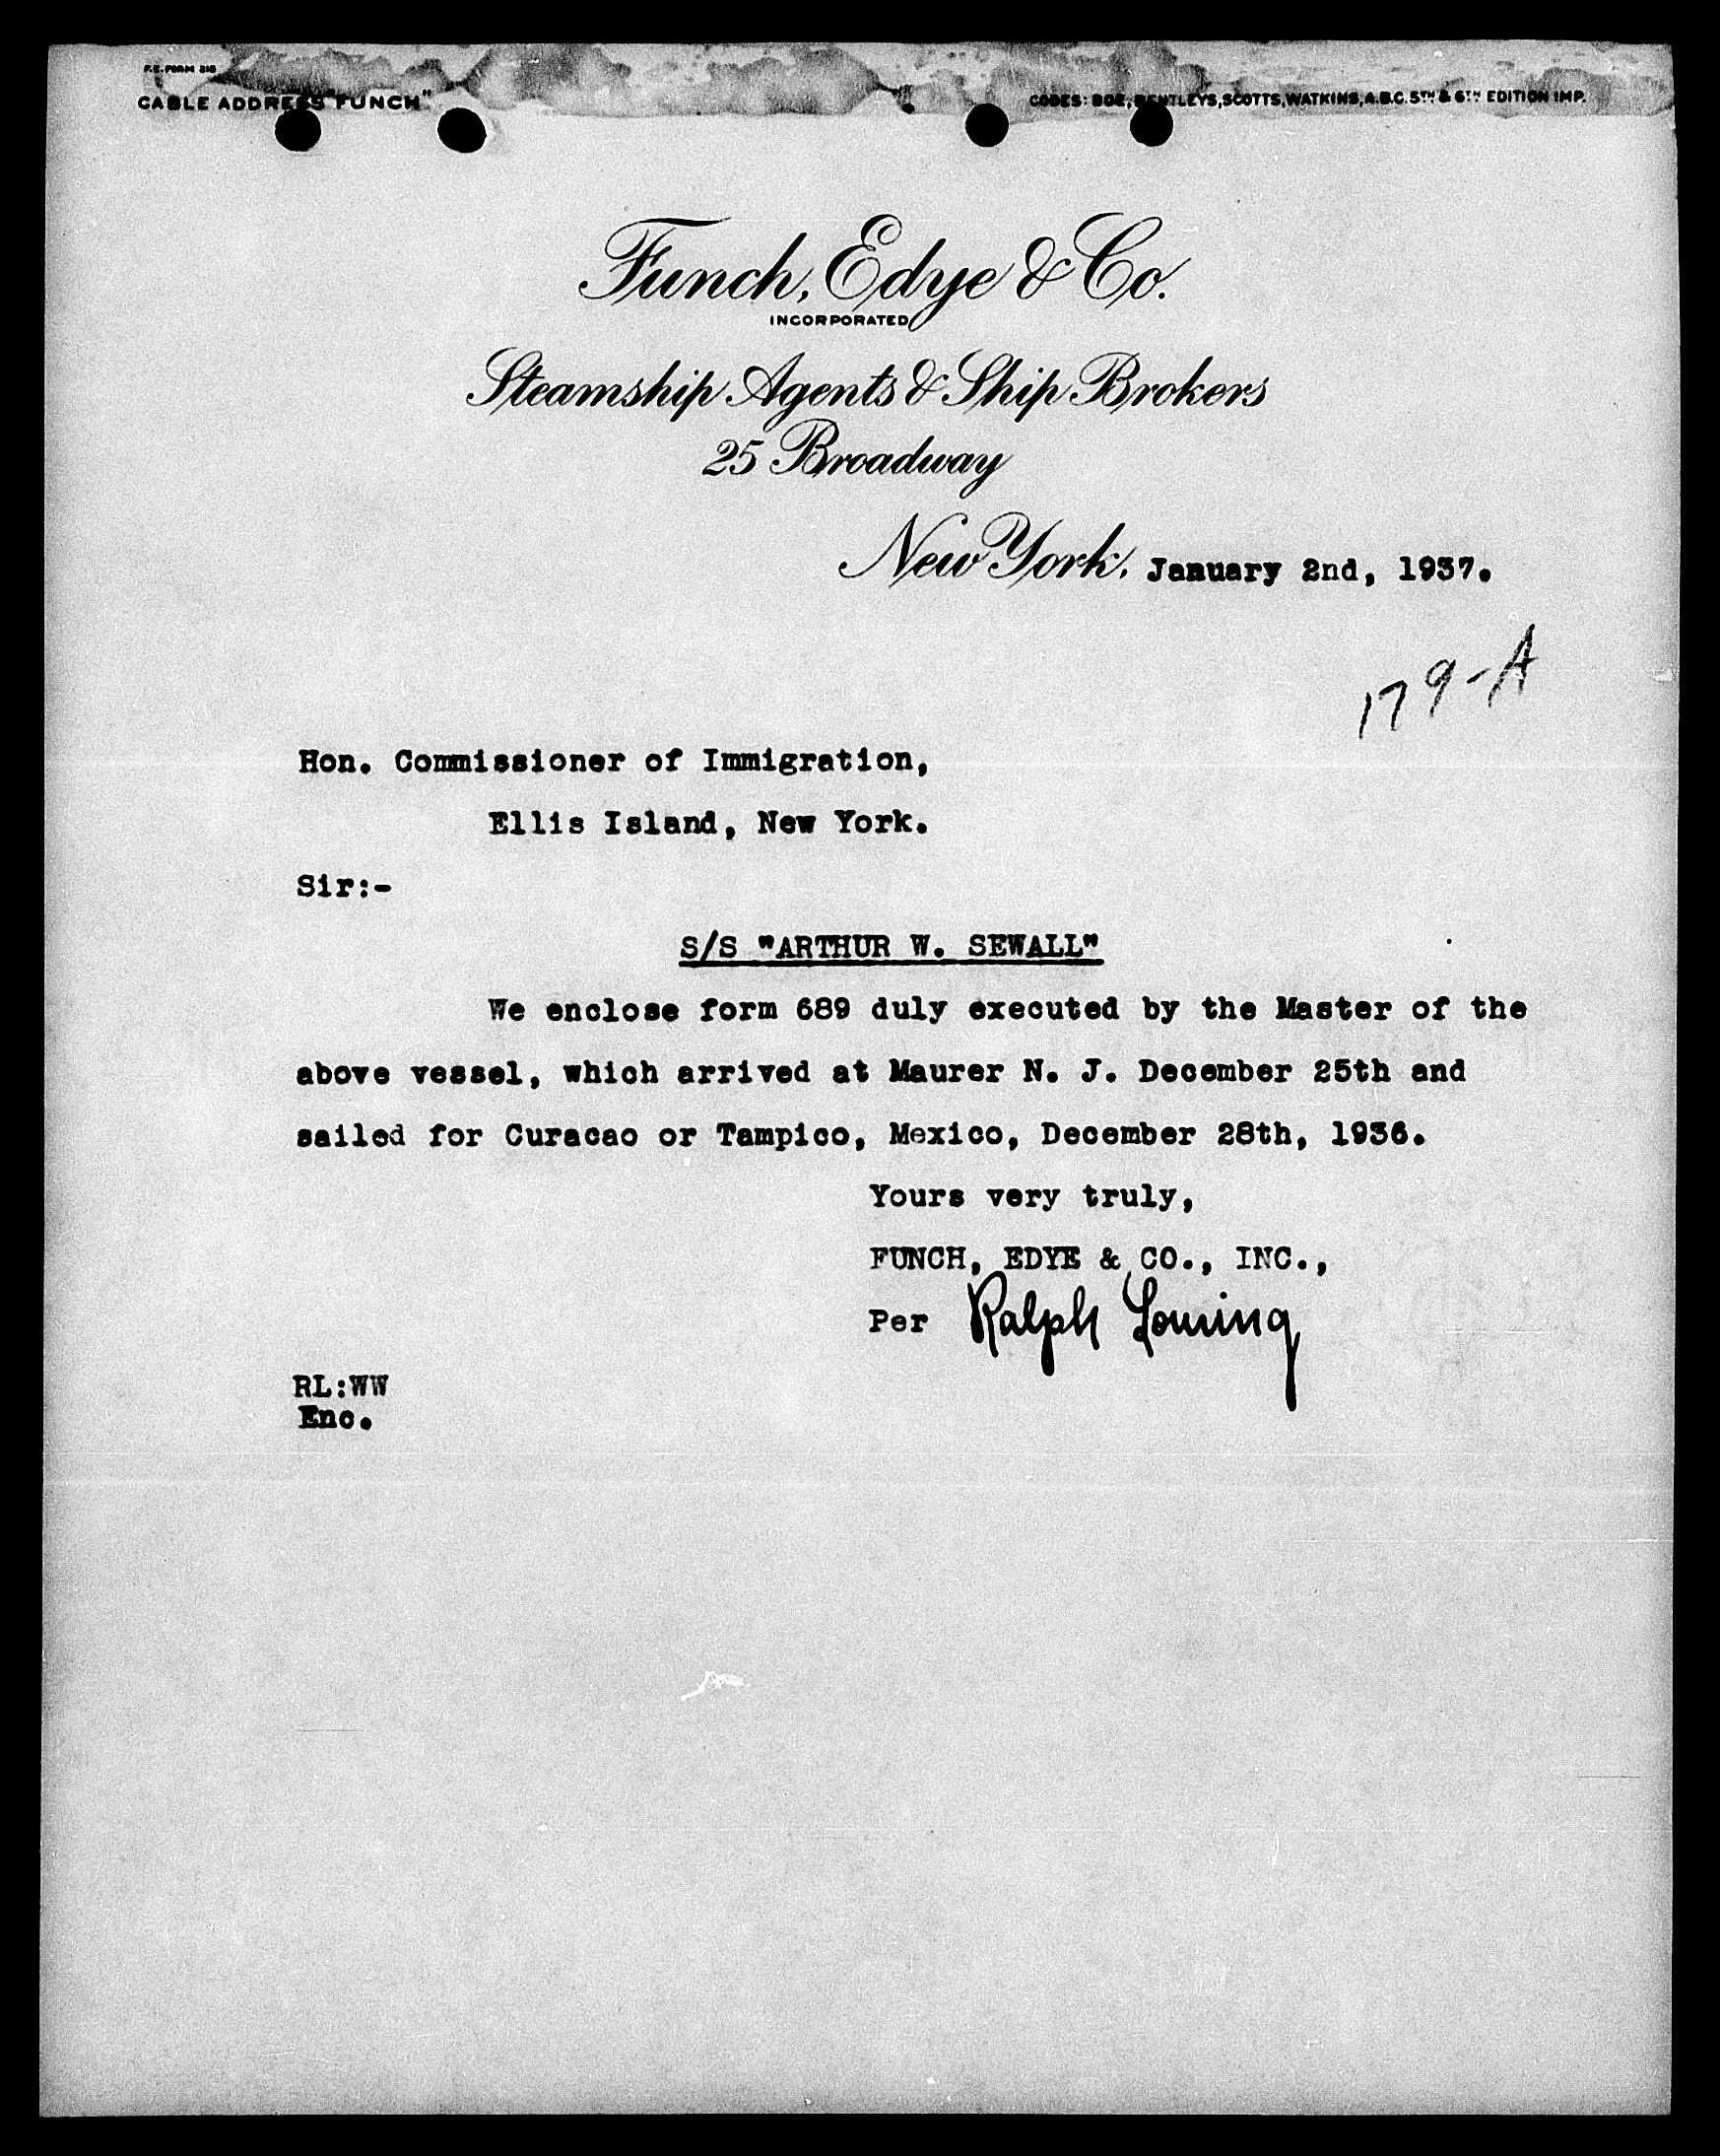 F.E. FORM 318
CABLE ADDRESS "FUNCH"
CODES: BOE, BENTLEYS, SCOTTS, WATKINS, A.B.C. 5TH & 6TH EDITION IMP.
Funch, Edye & Co.
INCORPORATED
Steamship Agents & Ship Brokers
25 Broadway
New York, January 2nd, 1937.
179-A
Hon. Commissioner of Immigration,
Ellis Island, New York.
Sir:-
S/S "ARTHUR W. SEWALL"
We enclose form 689 duly executed by the Master of the
above vessel, which arrived at Maurer N. J. December 25th and
sailed for Curacao or Tampico, Mexico, December 28th, 1936.
Yours very truly,
FUNCH, EDYE & CO., INC.,
Per Ralph
RL:WW
Enc.